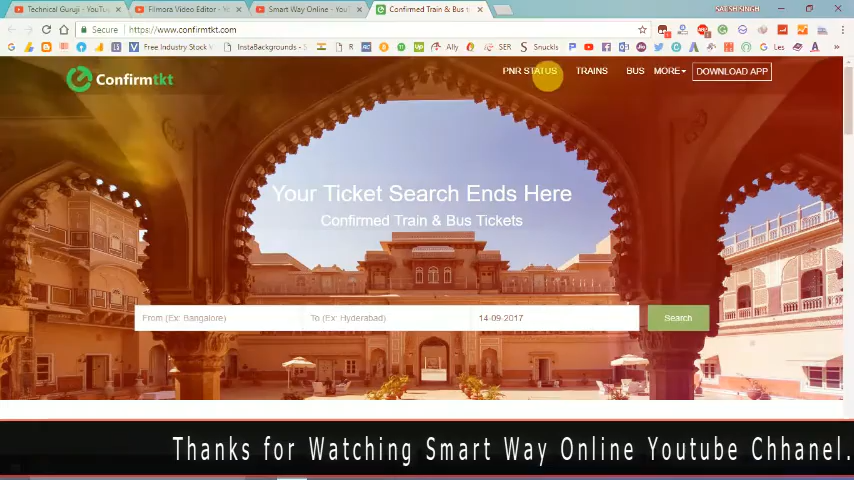 Technical Guruji - YouTu
Filmora Video Editor - Y
Smart Way Online - You
Confirmed Train & Bus t
Secure
https://www.confirmtkt.com
Free Industry Stock V
InstaBackgrounds - I
Ally
SER
Snuckls
Les
Confirmtkt
PNR STATUS
TRAINS
BUS
MORE
DOWNLOAD APP
Your Ticket Search Ends Here
Confirmed Train & Bus Tickets
From (Ex: Bangalore)
To (Ex: Hyderabad)
14-09-2017
Search
Thanks for Watching Smart Way Online Youtube Chhanel.